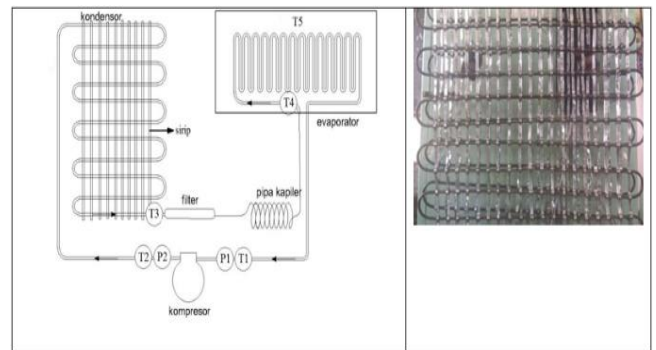 kondensor
T5
T4
evaporator
sirip
filter
pipa kapiler
T3
T2 P2
P1 T1
kompresor